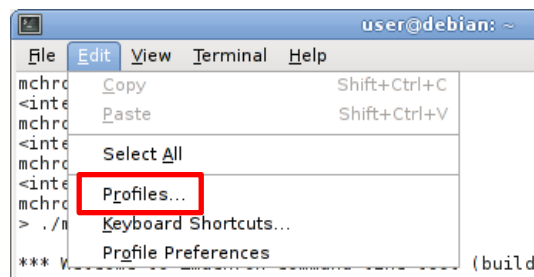 user@debian: ~
File Edit View Terminal Help
mchro
<inte
mchro
<inte
mchro
<inte
mchro
> ./m
Copy Shift+Ctrl+C
Paste Shift+Ctrl+V
Select All
Profiles...
Keyboard Shortcuts...
Profile Preferences
*** (build